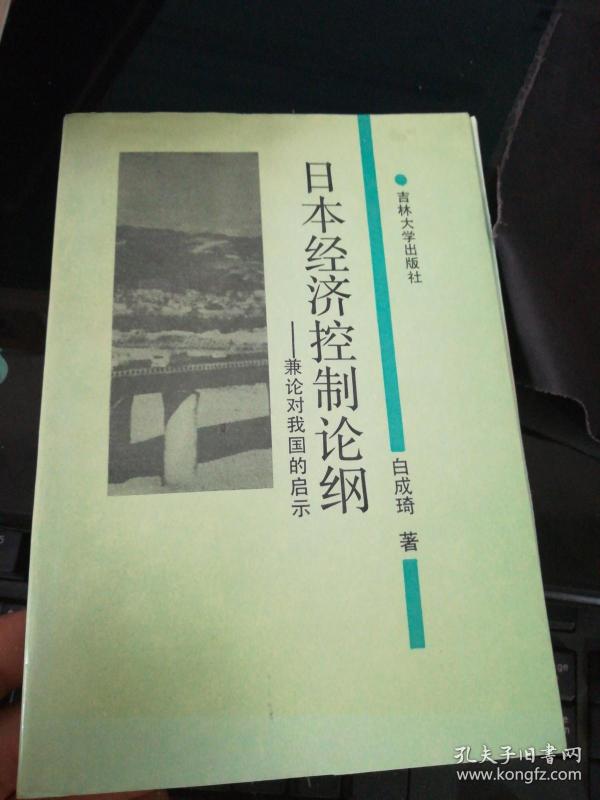 日本经济控制论纲
——兼论对我国的启示
吉林大学出版社
白成琦 著
孔夫子旧书网
www.kongfz.com